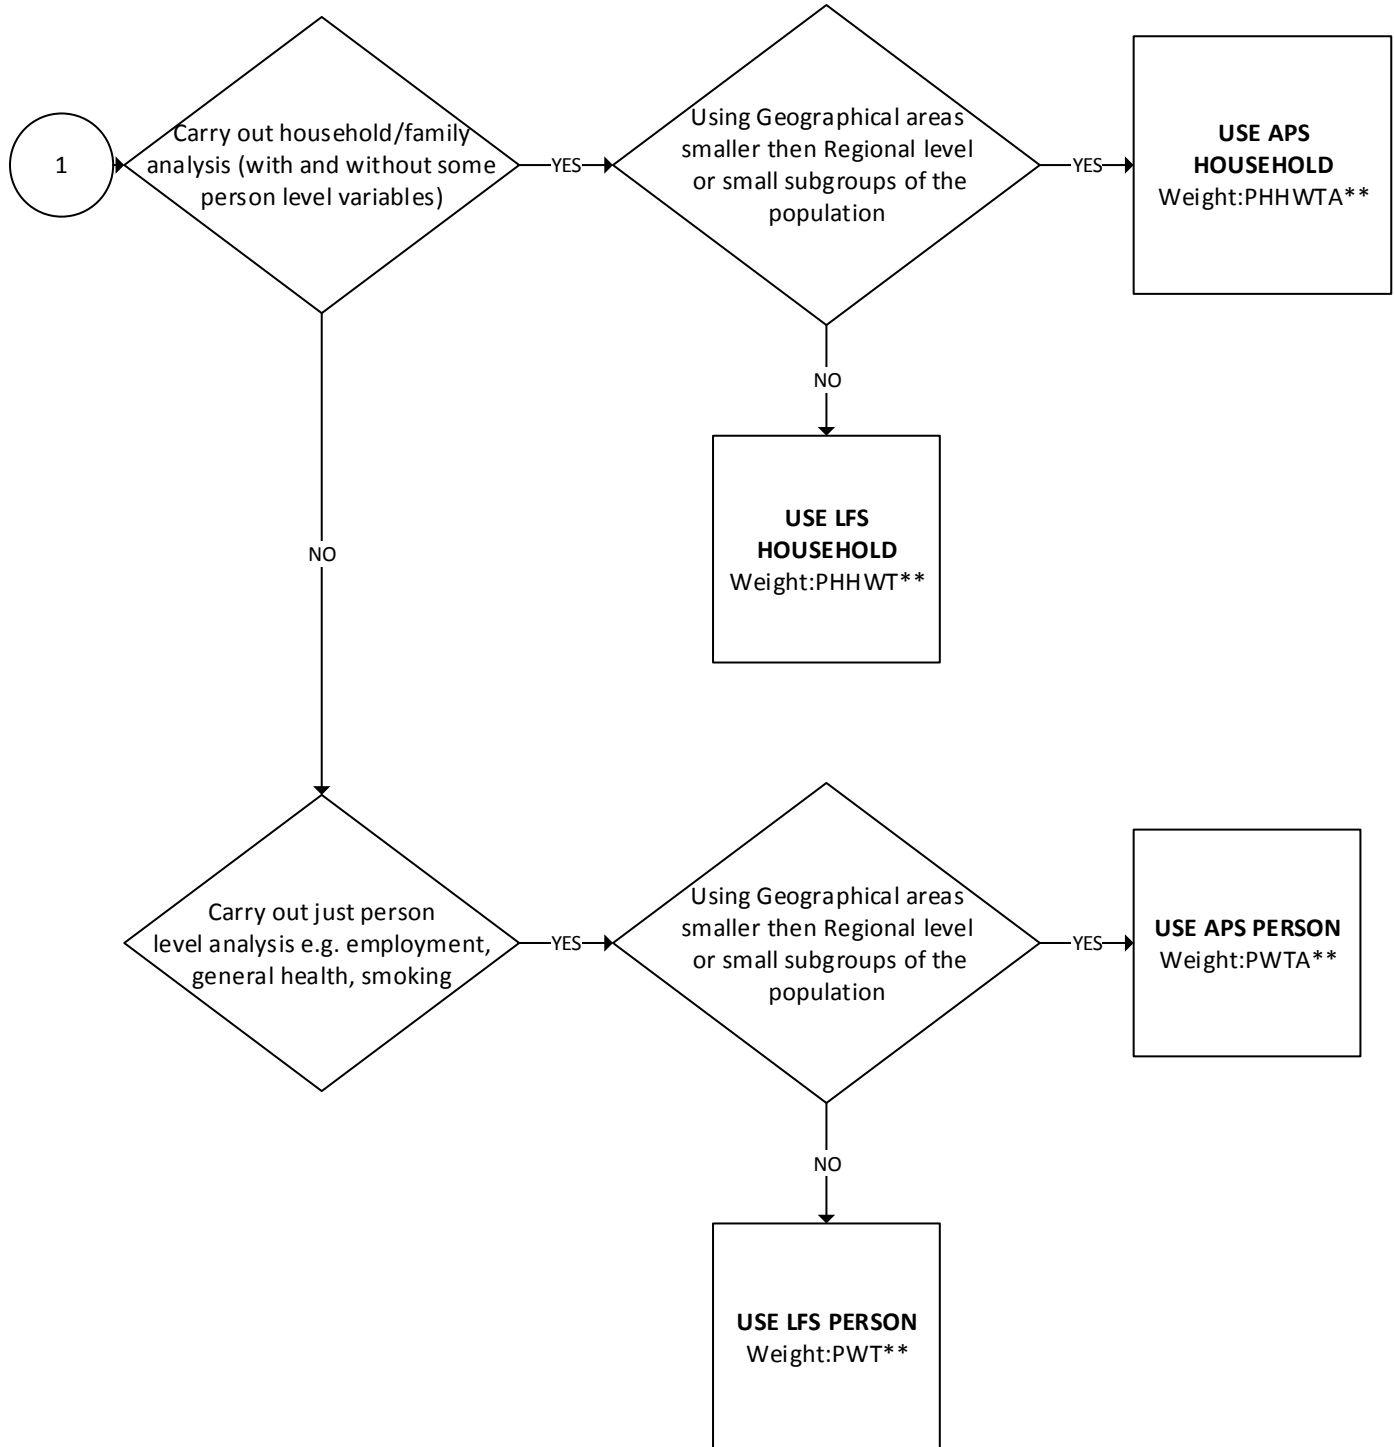 1
Carry out household/family
analysis (with and without some
person level variables)
YES
Using Geographical areas
smaller then Regional level
or small subgroups of the
population
YES
USE APS
HOUSEHOLD
Weight:PHHWTA**
NO
USE LFS
HOUSEHOLD
Weight:PHHWT**
NO
Carry out just person
level analysis e.g. employment,
general health, smoking
YES
Using Geographical areas
smaller then Regional level
or small subgroups of the
population
YES
USE APS PERSON
Weight:PWTA**
NO
USE LFS PERSON
Weight:PWT**